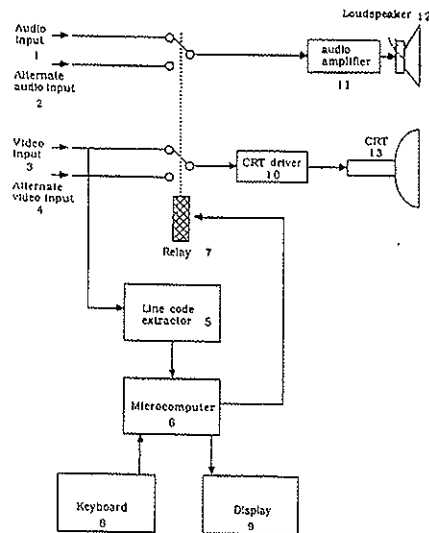 Audio
Input
1
Alternate
audio input
2
Loudspeaker 12
audio
amplifier
11
Video
Input
3
Alternate
video input
4
CRT driver
10
CRT
13
Relay 7
Line code
extractor 5
Microcomputer
6
Keyboard
8
Display
9